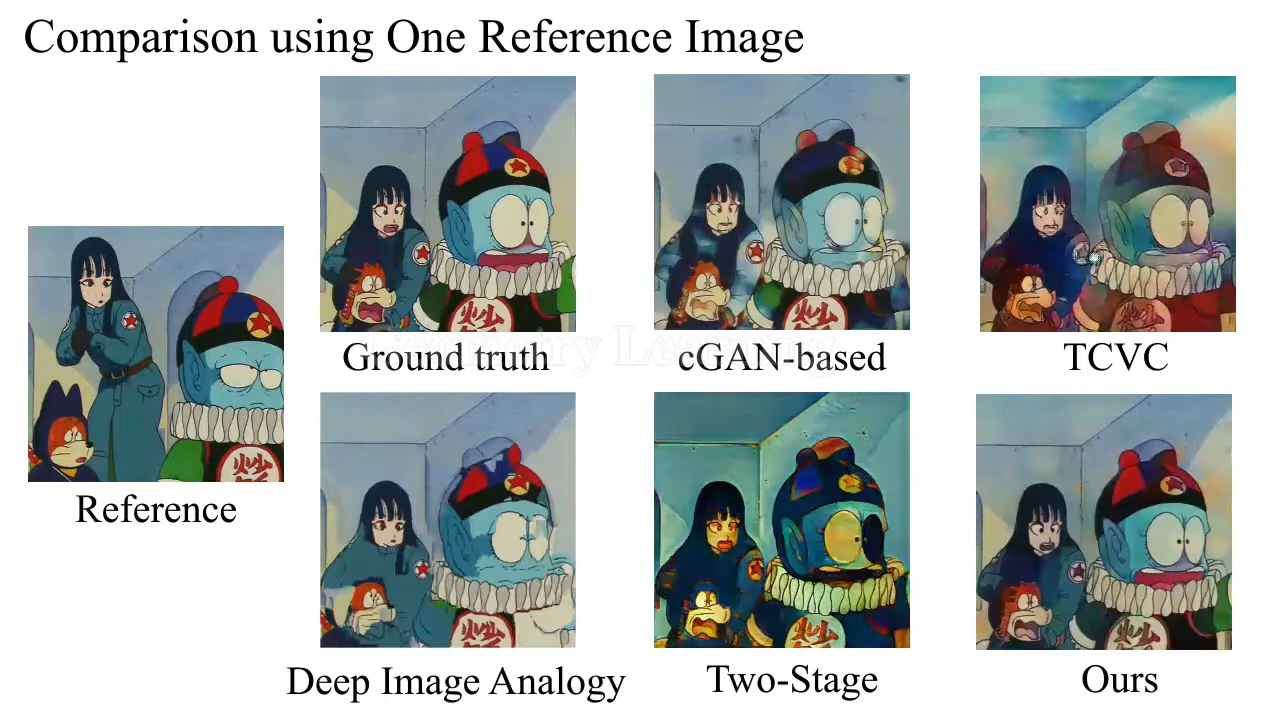 Comparison using One Reference Image
Ground truth
cGAN-based
TCVC
Reference
Deep Image Analogy
Two-Stage
Ours